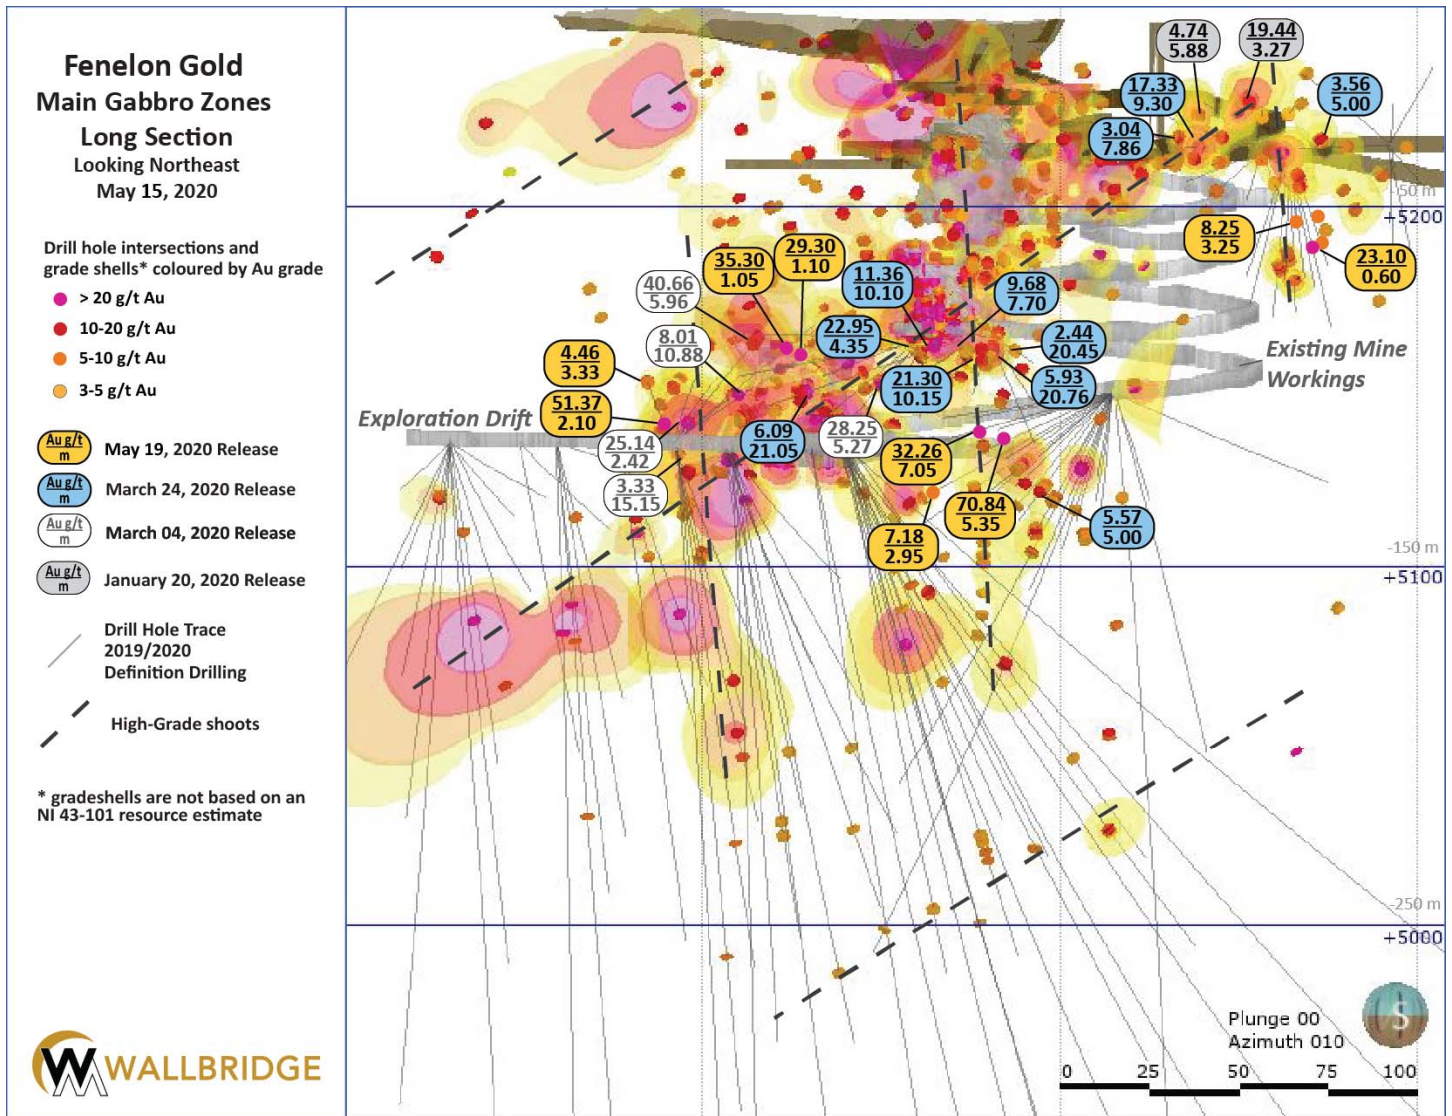 Fenelon Gold
Main Gabbro Zones
Long Section
Looking Northeast
May 15, 2020
Drill hole intersections and
grade shells* coloured by Au grade
> 20 g/t Au
10-20 g/t Au
5-10 g/t Au
3-5 g/t Au
Au g/t
m
May 19, 2020 Release
Au g/t
m
March 24, 2020 Release
Au g/t
m
March 04, 2020 Release
Au g/t
m
January 20, 2020 Release
Drill Hole Trace
2019/2020
Definition Drilling
High-Grade shoots
* gradeshells are not based on an
NI 43-101 resource estimate
WALLBRIDGE
4.74
5.88
19.44
3.27
17.33
9.30
3.56
5.00
3.04
7.86
-50 m
+5200
8.25
3.25
23.10
0.60
29.30
1.10
35.30
1.05
40.66
5.96
11.36
10.10
9.68
7.70
22.95
4.35
2.44
20.45
8.01
10.88
4.46
3.33
21.30
10.15
5.93
20.76
Existing Mine
Workings
51.37
2.10
Exploration Drift
25.14
2.42
6.09
21.05
28.25
5.27
32.26
7.05
3.33
15.15
70.84
5.35
5.57
5.00
7.18
2.95
-150 m
+5100
-250 m
+5000
Plunge 00
Azimuth 010
S
0 25 50 75 100